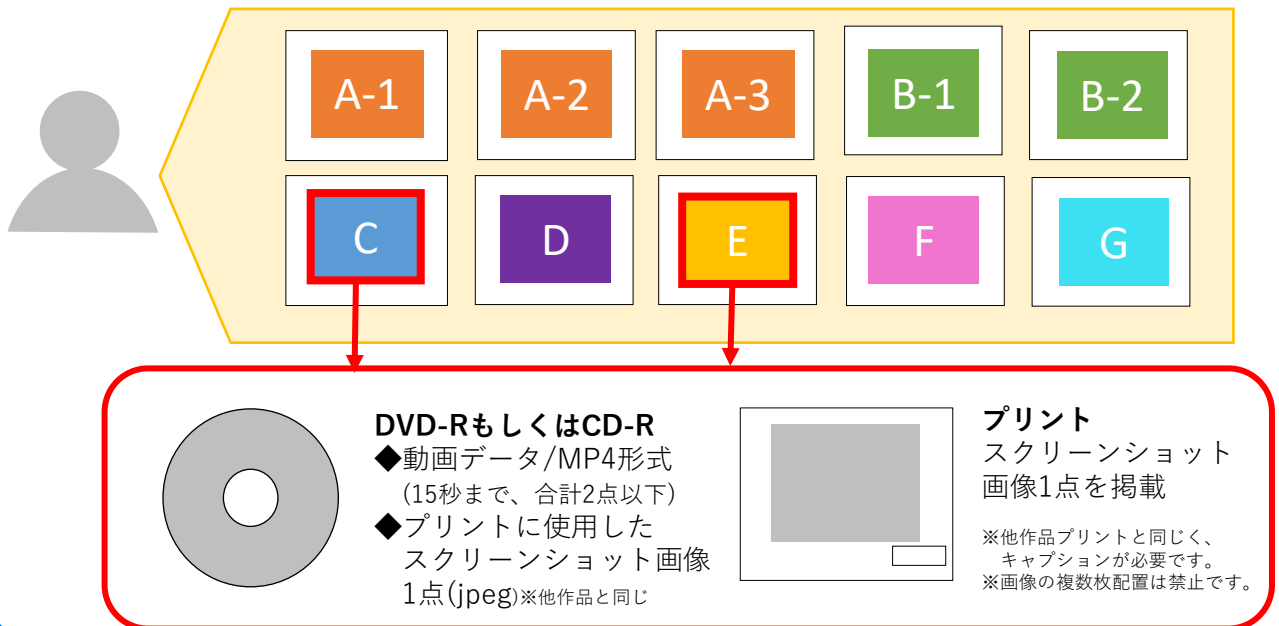 A-1
A-2
A-3
B-1
B-2
C
D
E
F
G
DVD-RもしくはCD-R
◆動画データ/MP4形式
(15秒まで、合計2点以下)
◆プリントに使用した
スクリーンショット画像
1点(jpeg)※他作品と同じ
プリント
スクリーンショット
画像1点を掲載
※他作品プリントと同じく、
キャプションが必要です。
※画像の複数枚配置は禁止です。